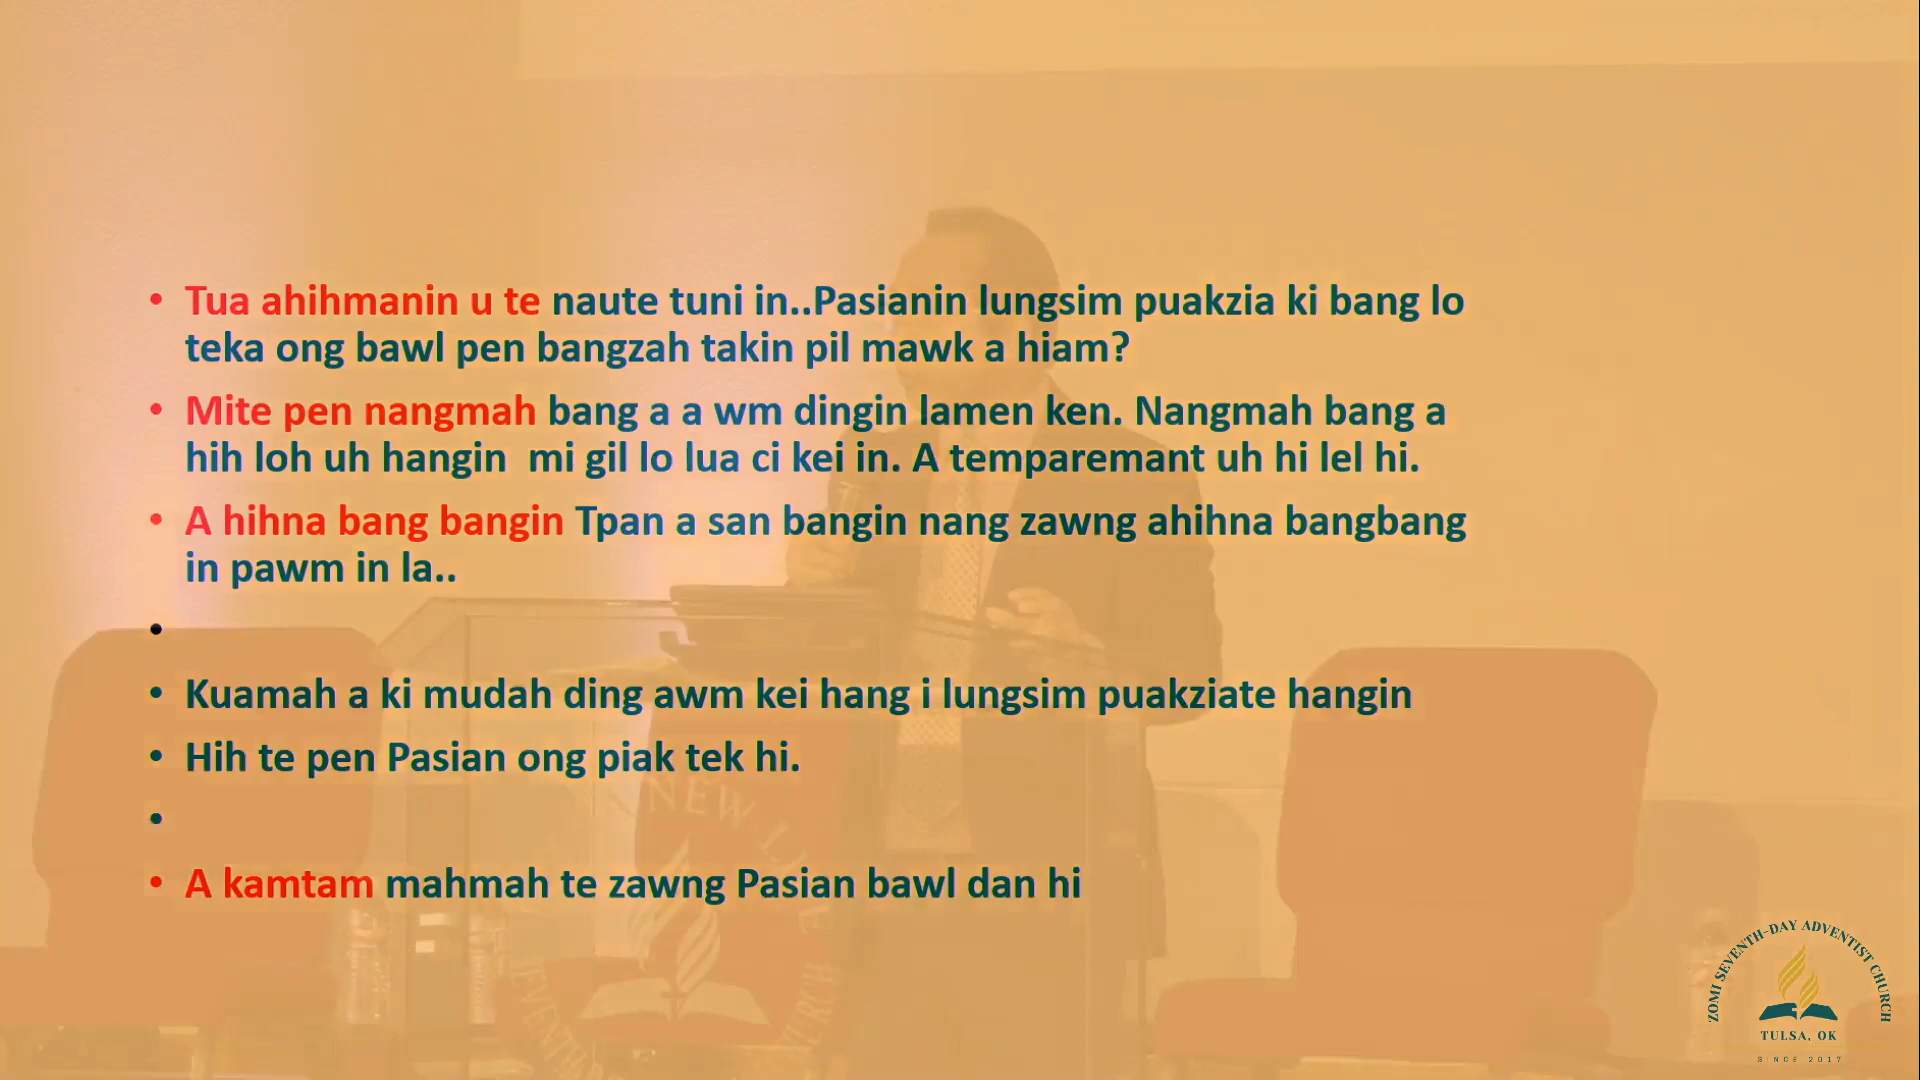 • Tua ahihmanin u te naute tuni in..Pasianin lungsim puakzia ki bang lo
teka ong bawl pen bangzah takin pil mawk a hiam?
• Mite pen nangmah bang a a wm dingin lamen ken. Nangmah bang a
hih loh uh hangin  mi gil lo lua ci kei in. A temparemant uh hi lel hi.
• A hihna bang bangin Tpan a san bangin nang zawng ahihna bangbang
in pawm in la..
•
• Kuamah a ki mudah ding awm kei hang i lungsim puakziate hangin
• Hih te pen Pasian ong piak tek hi.
•
• A kamtam mahmah te zawng Pasian bawl dan hi
NEW
ZOMI SEVENTH-DAY ADVENTIST CHURCH
TULSA, OK
SINCE 2017